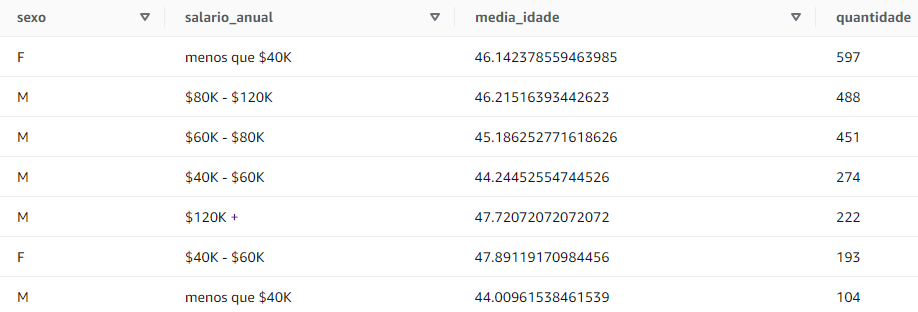 sexo salario_anual media_idade quantidade
F menos que $40K 46.142378559463985 597
M $80K - $120K 46.21516393442623 488
M $60K - $80K 45.186252771618626 451
M $40K - $60K 44.24452554744526 274
M $120K + 47.72072072072072 222
F $40K - $60K 47.89119170984456 193
M menos que $40K 44.00961538461539 104